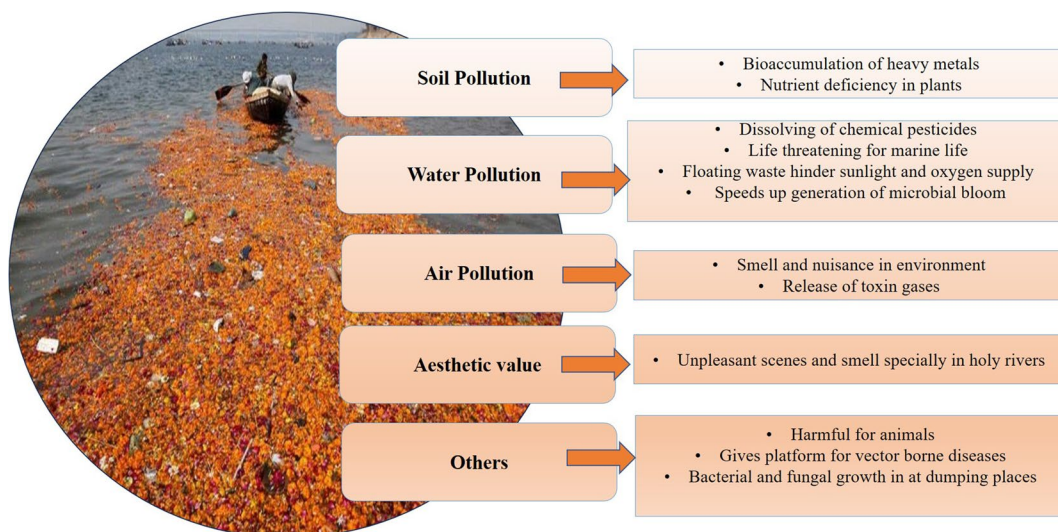 Soil Pollution
• Bioaccumulation of heavy metals
• Nutrient deficiency in plants
Water Pollution
• Dissolving of chemical pesticides
• Life threatening for marine life
• Floating waste hinder sunlight and oxygen supply
• Speeds up generation of microbial bloom
Air Pollution
• Smell and nuisance in environment
• Release of toxin gases
Aesthetic value
• Unpleasant scenes and smell specially in holy rivers
Others
• Harmful for animals
• Gives platform for vector borne diseases
• Bacterial and fungal growth in at dumping places